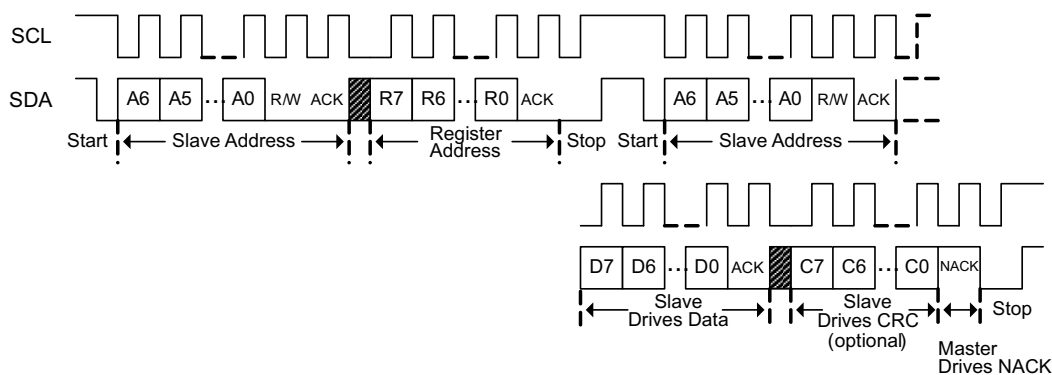 SCL
SDA
A6 A5 ... A0 R/W ACK R7 R6 ... R0 ACK A6 A5 ... A0 R/W ACK
Start Slave Address Register Address Stop Start Slave Address
D7 D6 ... D0 ACK C7 C6 ... C0 NACK
Slave Drives Data
Slave Drives CRC (optional)
Stop
Master Drives NACK